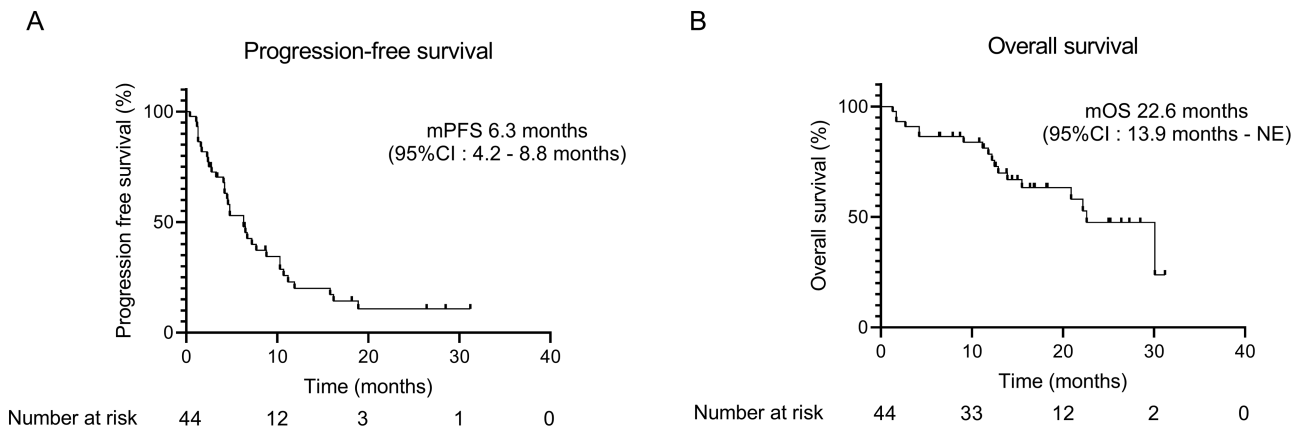 A
Progression-free survival
Progression free survival (%)
100
50
0
mPFS 6.3 months
(95%CI : 4.2 - 8.8 months)
0 10 20 30 40
Time (months)
Number at risk 44 12 3 1 0
B
Overall survival
Overall survival (%)
100
50
0
mOS 22.6 months
(95%CI : 13.9 months - NE)
0 10 20 30 40
Time (months)
Number at risk 44 33 12 2 0